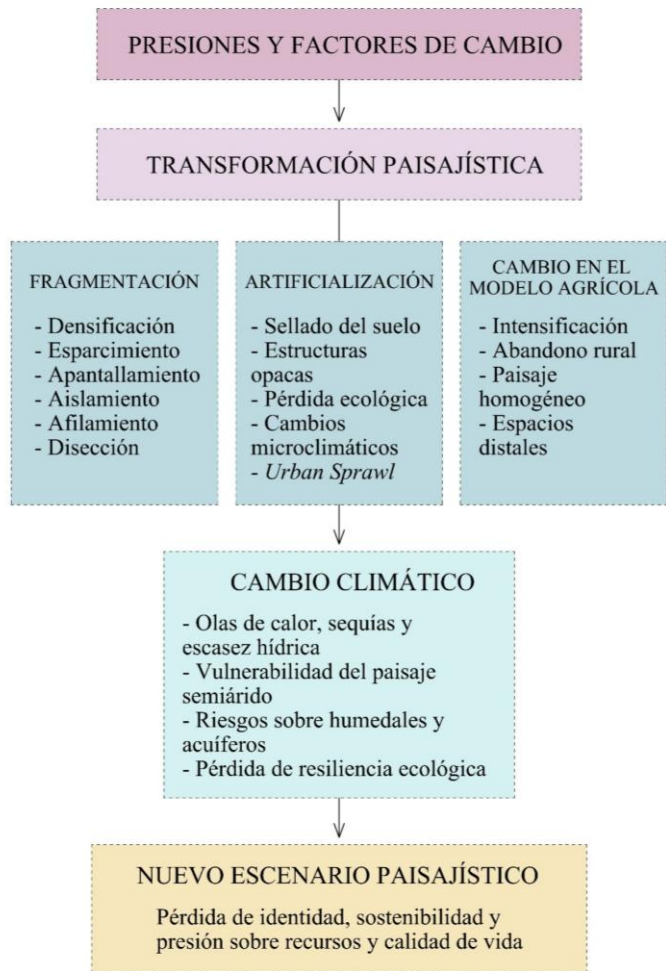 PRESIONES Y FACTORES DE CAMBIO
TRANSFORMACIÓN PAISAJÍSTICA
FRAGMENTACIÓN
- Densificación
- Esparcimiento
- Apantallamiento
- Aislamiento
- Afilamiento
- Disección
ARTIFICIALIZACIÓN
- Sellado del suelo
- Estructuras
opacas
- Pérdida ecológica
- Cambios
microclimáticos
- Urban Sprawl
CAMBIO EN EL
MODELO AGRÍCOLA
- Intensificación
- Abandono rural
- Paisaje
homogéneo
- Espacios
distales
CAMBIO CLIMÁTICO
- Olas de calor, sequías y
escasez hídrica
- Vulnerabilidad del paisaje
semiárido
- Riesgos sobre humedales y
acuíferos
- Pérdida de resiliencia ecológica
NUEVO ESCENARIO PAISAJÍSTICO
Pérdida de identidad, sostenibilidad y
presión sobre recursos y calidad de vida